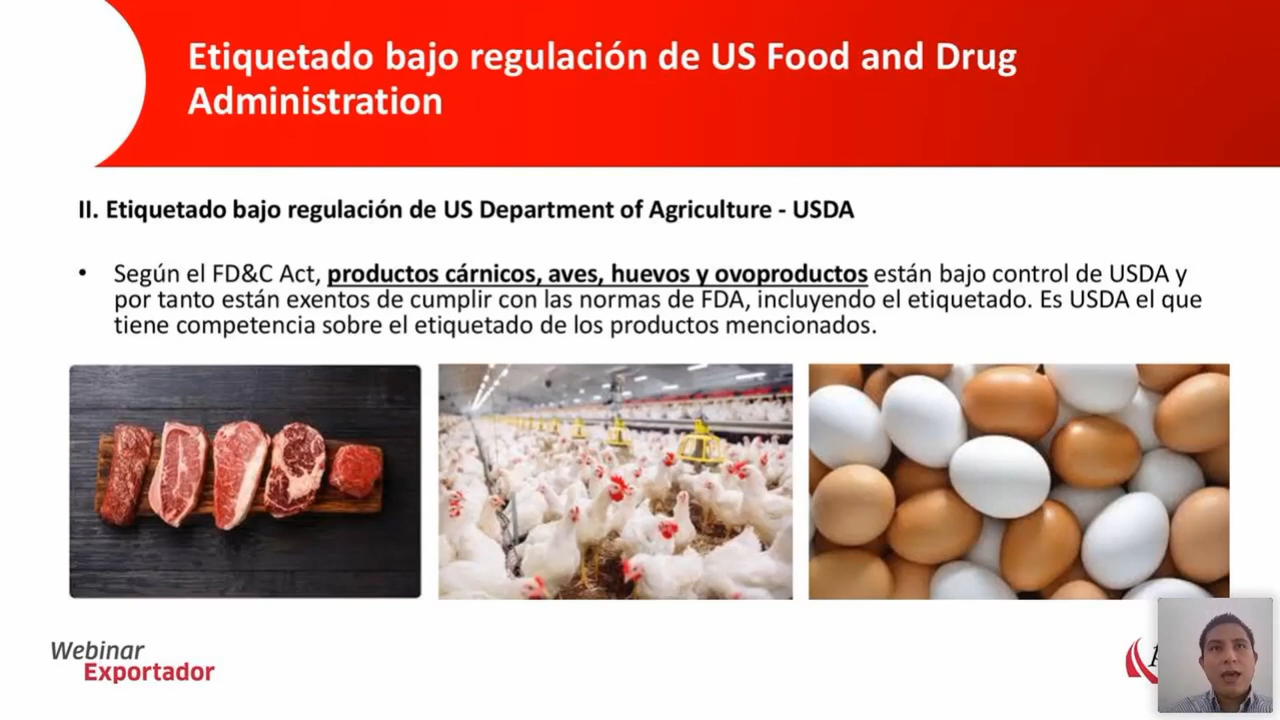 Etiquetado bajo regulación de US Food and Drug
Administration
II. Etiquetado bajo regulación de US Department of Agriculture - USDA
• Según el FD&C Act, productos cárnicos, aves, huevos y ovoproductos están bajo control de USDA y
por tanto están exentos de cumplir con las normas de FDA, incluyendo el etiquetado. Es USDA el que
tiene competencia sobre el etiquetado de los productos mencionados.
Webinar
Exportador